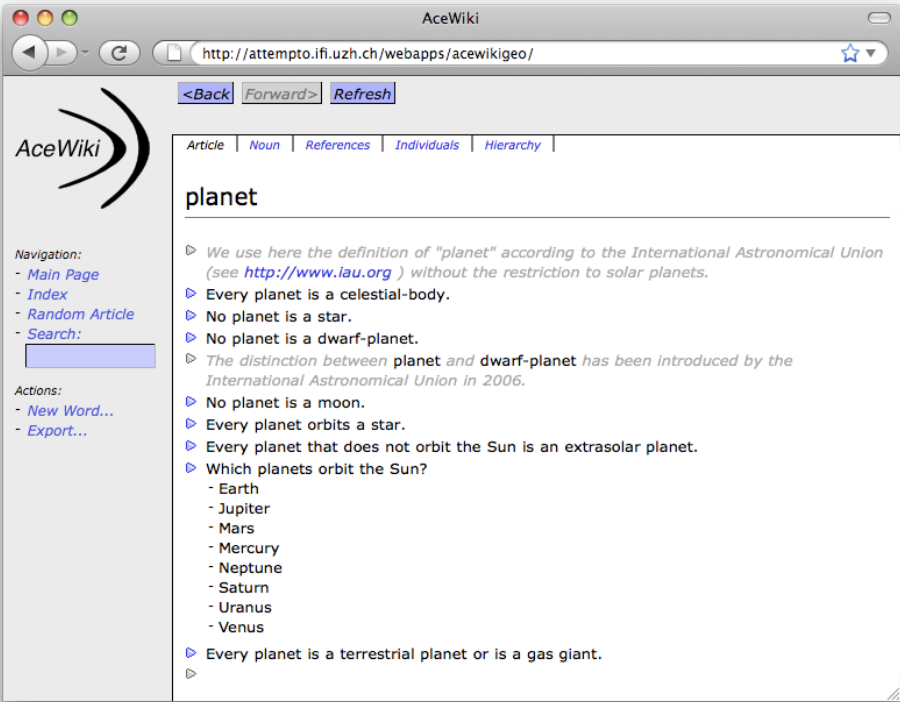 AceWiki
http://attempto.ifi.uzh.ch/webapps/acewikigeo/
<Back Forward> Refresh
AceWiki
Article Noun References Individuals Hierarchy
planet
Navigation:
- Main Page
- Index
- Random Article
- Search:
Actions:
- New Word...
- Export...
We use here the definition of "planet" according to the International Astronomical Union
(see http://www.iau.org ) without the restriction to solar planets.
Every planet is a celestial-body.
No planet is a star.
No planet is a dwarf-planet.
The distinction between planet and dwarf-planet has been introduced by the
International Astronomical Union in 2006.
No planet is a moon.
Every planet orbits a star.
Every planet that does not orbit the Sun is an extrasolar planet.
Which planets orbit the Sun?
- Earth
- Jupiter
- Mars
- Mercury
- Neptune
- Saturn
- Uranus
- Venus
Every planet is a terrestrial planet or is a gas giant.